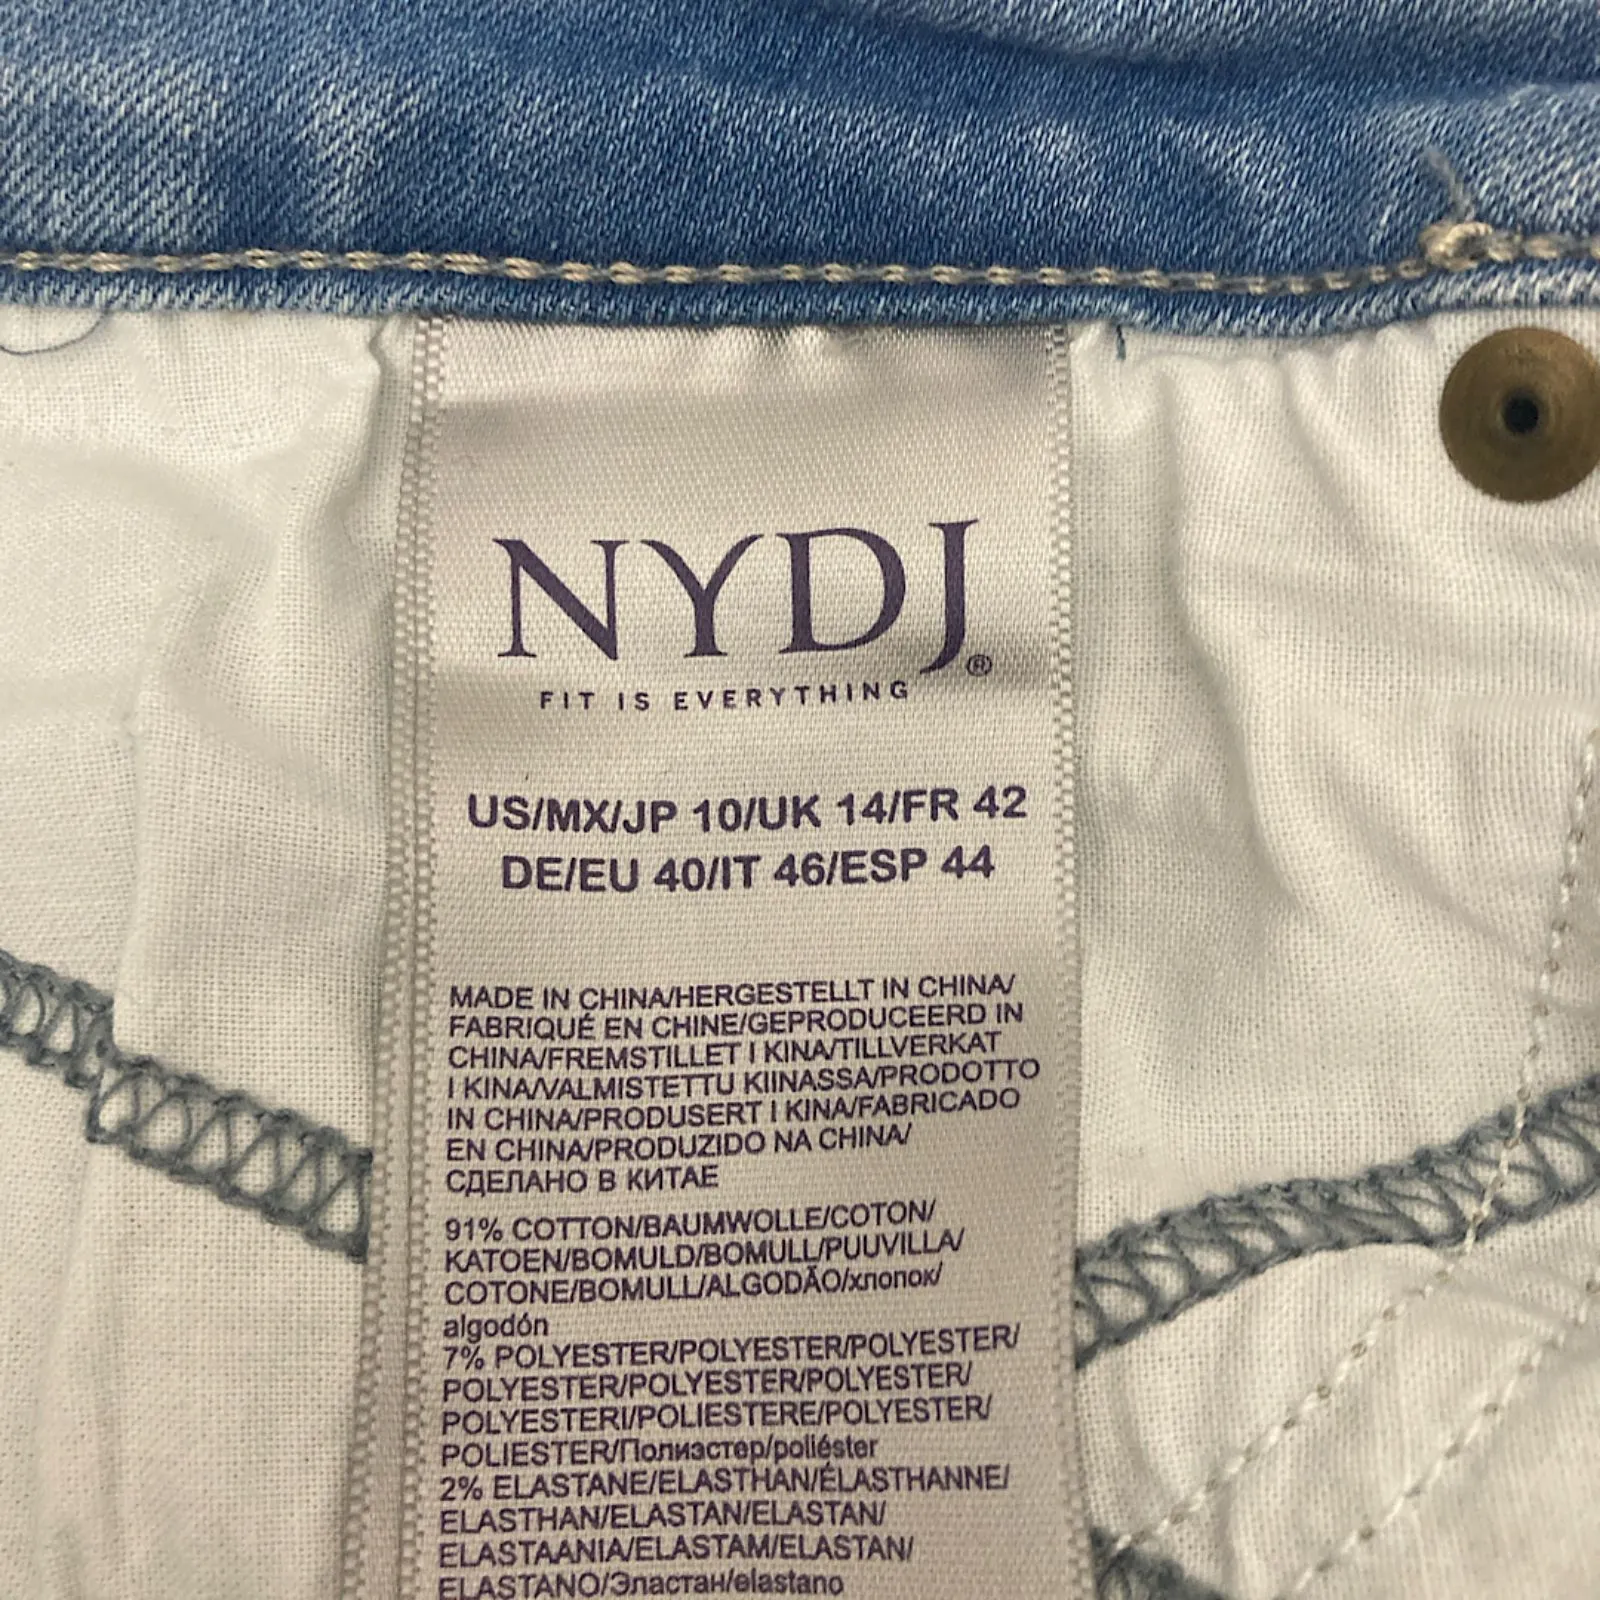 NYDJ®
FIT IS EVERYTHING
US/MX/JP 10/UK 14/FR 42
DE/EU 40/IT 46/ESP 44
MADE IN CHINA/HERGESTELLT IN CHINA/
FABRIQUÉ EN CHINE/GEPRODUCEERD IN
CHINA/FREMSTILLET I KINA/TILLVERKAT
I KINA/VALMISTETTU KIINASSA/PRODOTTO
IN CHINA/PRODUSERT I KINA/FABRICADO
EN CHINA/PRODUZIDO NA CHINA/
СДЕЛАНО В КИТАЕ
91% COTTON/BAUMWOLLE/COTON/
KATOEN/BOMULD/BOMULL/PUUVILLA/
COTONE/BOMULL/ALGODÃO/хлопок/
algodón
7% POLYESTER/POLYESTER/POLYESTER/
POLYESTER/POLYESTER/POLYESTER/
POLYESTERI/POLIESTERE/POLYESTER/
POLIESTER/Полиэстер/poliéster
2% ELASTANE/ELASTHAN/ÉLASTHANNE/
ELASTHAN/ELASTAN/ELASTAN/
ELASTAANIA/ELASTAM/ELASTAN/
ELASTANO/Эластан/elastano